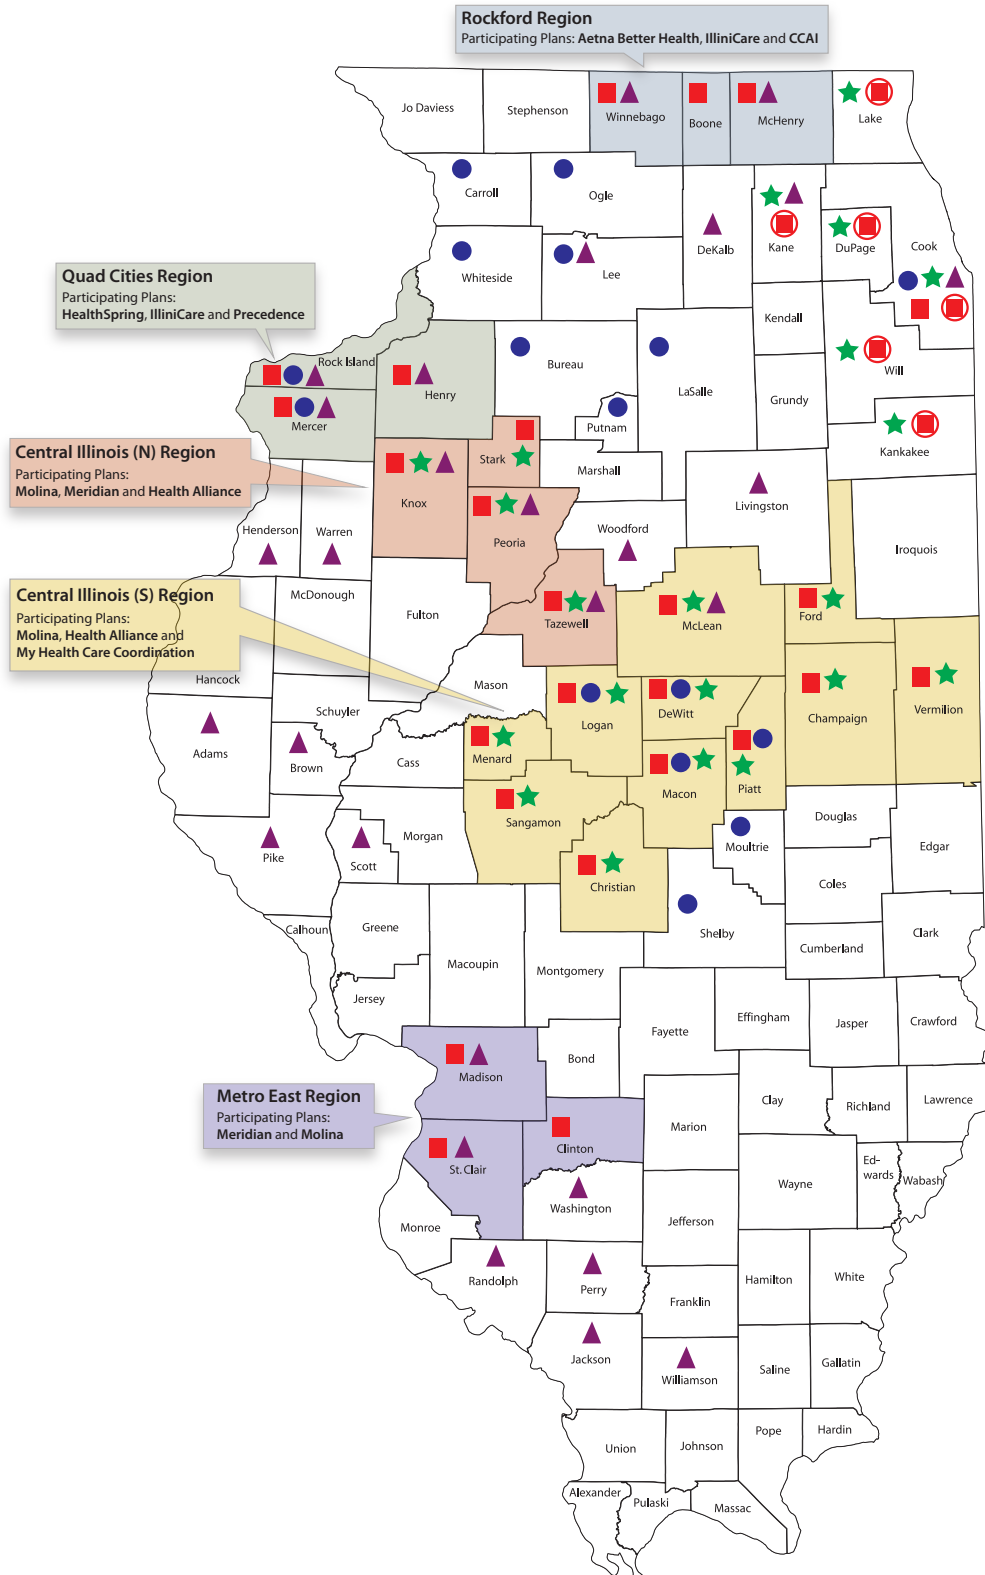 Rockford Region
Participating Plans: Aetna Better Health, IlliniCare and CCAI
Jo Daviess
Stephenson
Winnebago
Boone
McHenry
Lake
Carroll
Ogle
DeKalb
Kane
DuPage
Cook
Whiteside
Lee
Quad Cities Region
Participating Plans:
HealthSpring, IlliniCare and Precedence
Kendall
Will
Rock Island
Henry
Bureau
LaSalle
Grundy
Mercer
Putnam
Kankakee
Stark
Marshall
Central Illinois (N) Region
Participating Plans:
Molina, Meridian and Health Alliance
Knox
Peoria
Livingston
Henderson
Warren
Woodford
Iroquois
Central Illinois (S) Region
Participating Plans:
Molina, Health Alliance and
My Health Care Coordination
McDonough
Fulton
Tazewell
McLean
Ford
Hancock
Mason
Logan
DeWitt
Champaign
Vermilion
Schuyler
Adams
Brown
Cass
Menard
Macon
Piatt
Sangamon
Douglas
Morgan
Moultrie
Edgar
Pike
Scott
Christian
Coles
Calhoun
Greene
Shelby
Clark
Cumberland
Macoupin
Montgomery
Jersey
Effingham
Fayette
Jasper
Crawford
Bond
Madison
Clay
Richland
Lawrence
Metro East Region
Participating Plans:
Meridian and Molina
Clinton
Marion
St. Clair
Wayne
Ed-
wards
Wabash
Washington
Monroe
Jefferson
Randolph
Perry
Hamilton
White
Franklin
Jackson
Williamson
Saline
Gallatin
Union
Johnson
Pope
Hardin
Alexander
Pulaski
Massac